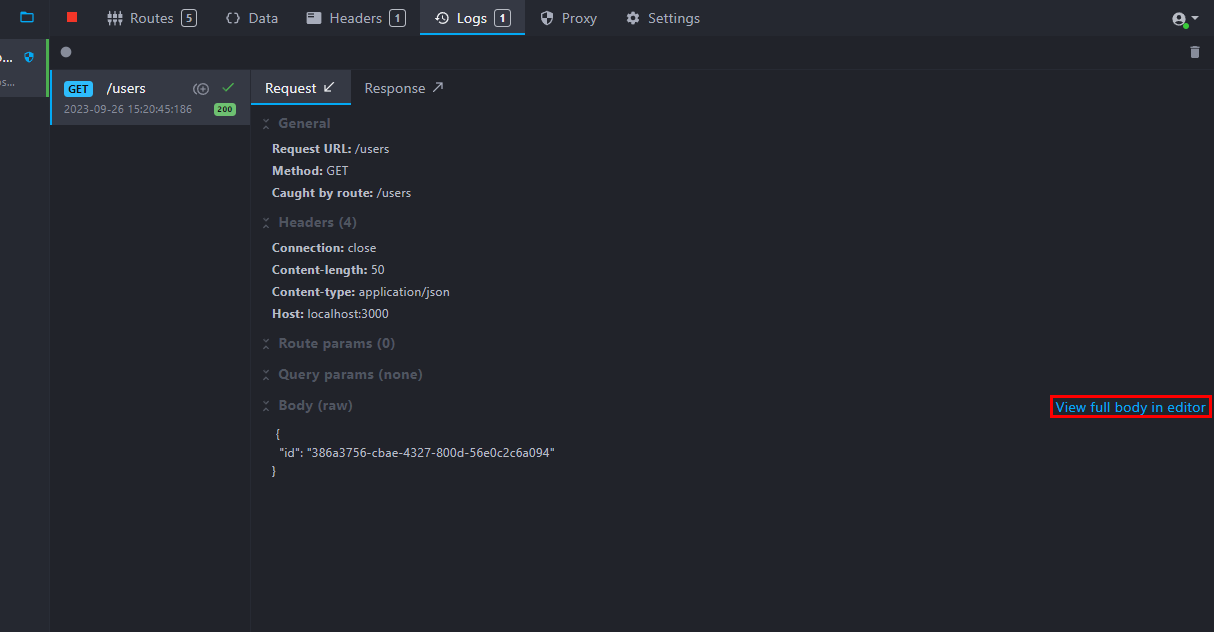 Routes 5 Data Headers 1 Logs 1 Proxy Settings
...
s...
GET /users
2023-09-26 15:20:45:186 200
Request Response
General
Request URL: /users
Method: GET
Caught by route: /users
Headers (4)
Connection: close
Content-length: 50
Content-type: application/json
Host: localhost:3000
Route params (0)
Query params (none)
Body (raw) View full body in editor
{
"id": "386a3756-cbae-4327-800d-56e0c2c6a094"
}